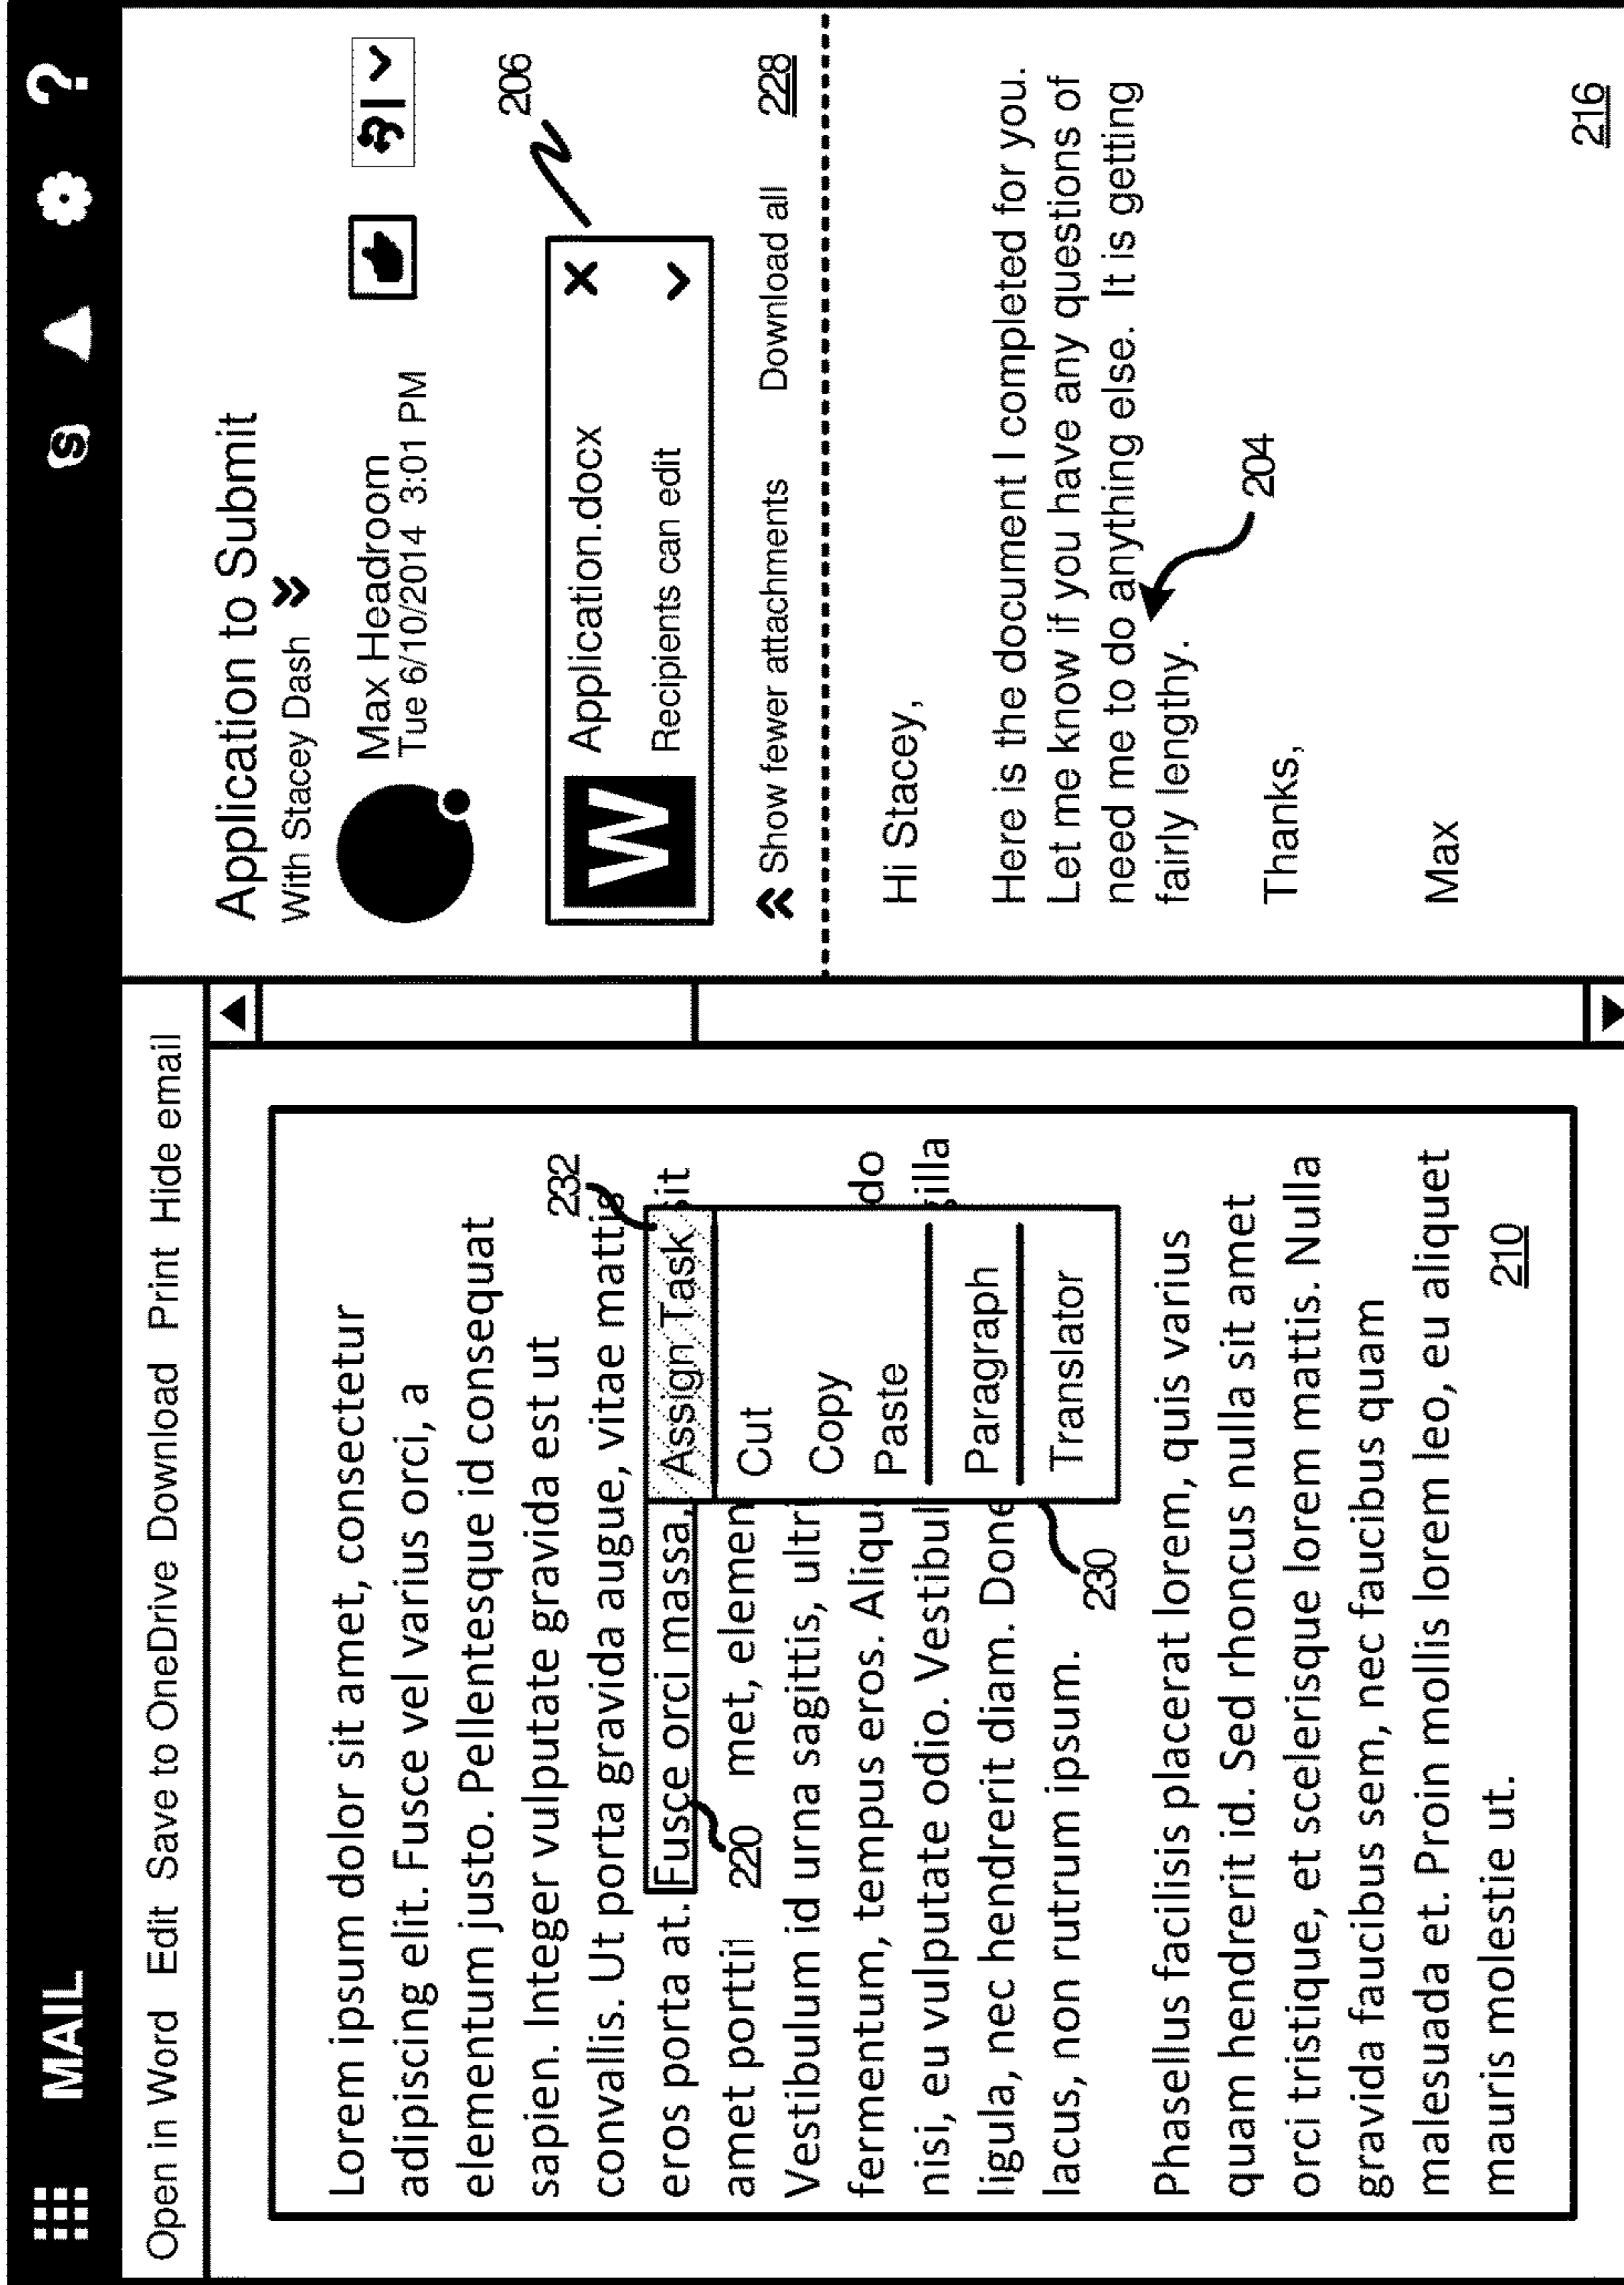 MAIL
Open in Word Edit Save to OneDrive Download Print Hide email
Lorem ipsum dolor sit amet, consectetur
adipiscing elit. Fusce vel varius orci, a
elementum justo. Pellentesque id consequat
sapien. Integer vulputate gravida est ut
convallis. Ut porta gravida augue, vitae mattis
232
eros porta at. Fusce orci massa, sit
220
amet porttit met, elemen
Vestibulum id urna sagittis, ultr
fermentum, tempus eros. Aliqu do
nisi, eu vulputate odio. Vestibul silla
ligula, nec hendrerit diam. Done
lacus, non rutrum ipsum.
230
Assign Task
Cut
Copy
Paste
Paragraph
Translator
Phasellus facilisis placerat lorem, quis varius
quam hendrerit id. Sed rhoncus nulla sit amet
orci tristique, et scelerisque lorem mattis. Nulla
gravida faucibus sem, nec faucibus quam
malesuada et. Proin mollis lorem leo, eu aliquet
mauris molestie ut.
210
S ?
Application to Submit
With Stacey Dash
Max Headroom
Tue 6/10/2014 3:01 PM
206
W
Application.docx
Recipients can edit
Show fewer attachments Download all
228
Hi Stacey,
Here is the document I completed for you.
Let me know if you have any questions of
need me to do anything else. It is getting
fairly lengthy.
204
Thanks,
Max
216